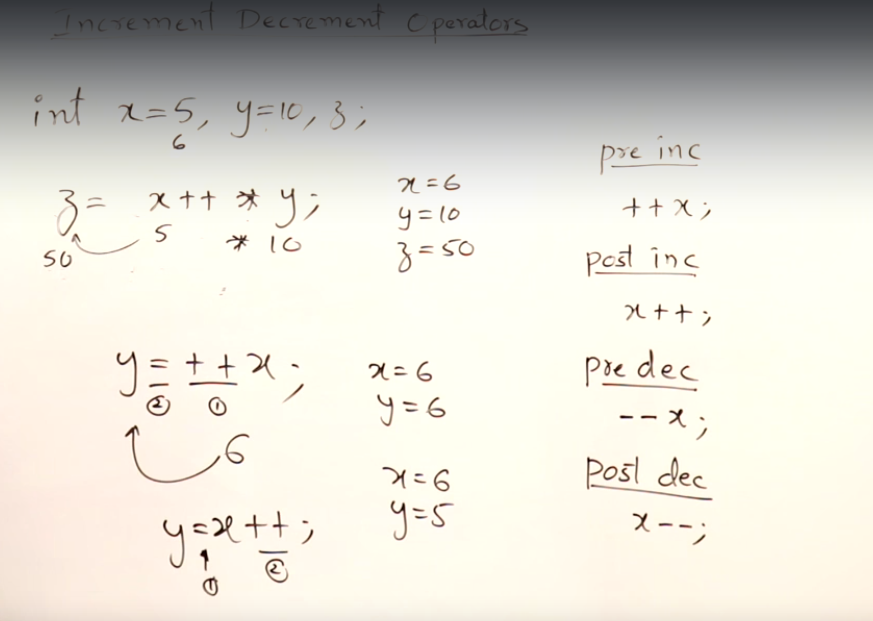 Increment Decrement Operators
int x=5, y=10, z;
6
z= x++ * y;
5 * 10
50
x=6
y=10
z=50
y=++x;
② ①
6
x=6
y=6
y=x++;
① ②
x=6
y=5
pre inc
++x;
post inc
x++;
pre dec
--x;
post dec
x--;